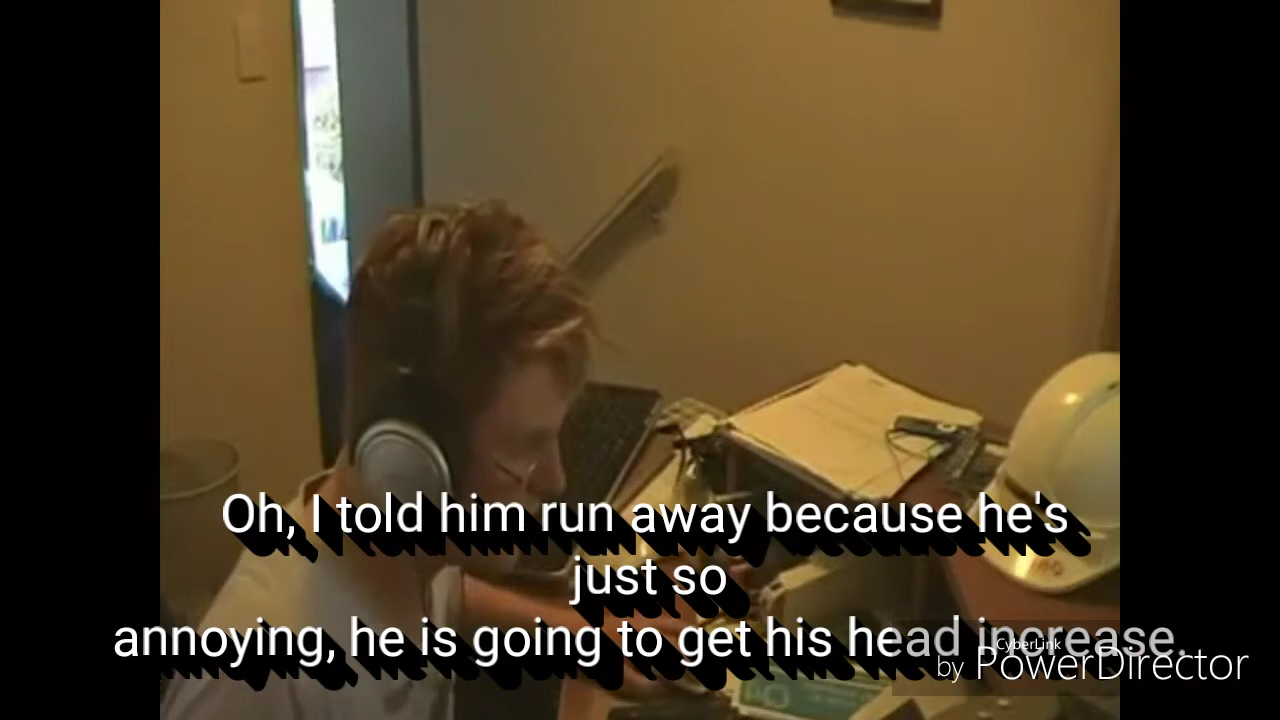 Oh, I told him run away because he's
just so
annoying, he is going to get his head increase.
CyberLink
by PowerDirector